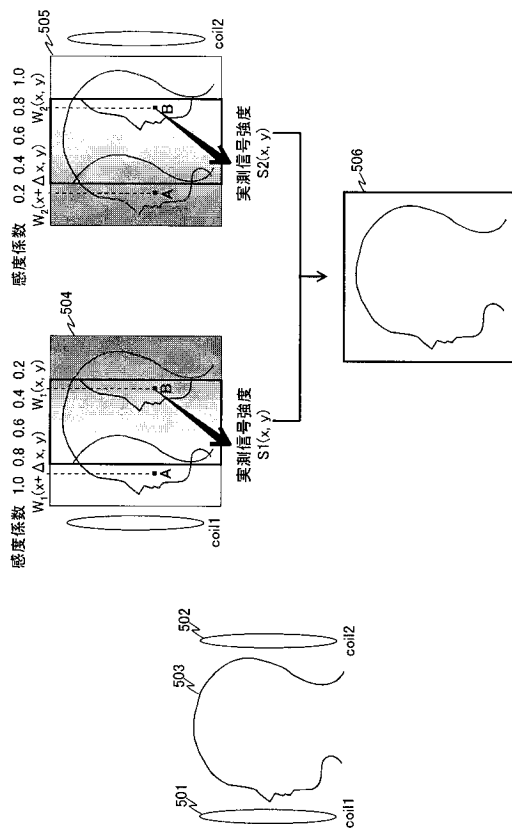 501
502
503
coil1
coil2
感度係数 1.0 0.8 0.6 0.4 0.2
W₁(x+Δx, y) W₁(x, y)
504
A
B
coil1
実測信号強度
S1(x, y)
感度係数 0.2 0.4 0.6 0.8 1.0
W₂(x+Δx, y) W₂(x, y)
505
A
B
coil2
実測信号強度
S2(x, y)
506